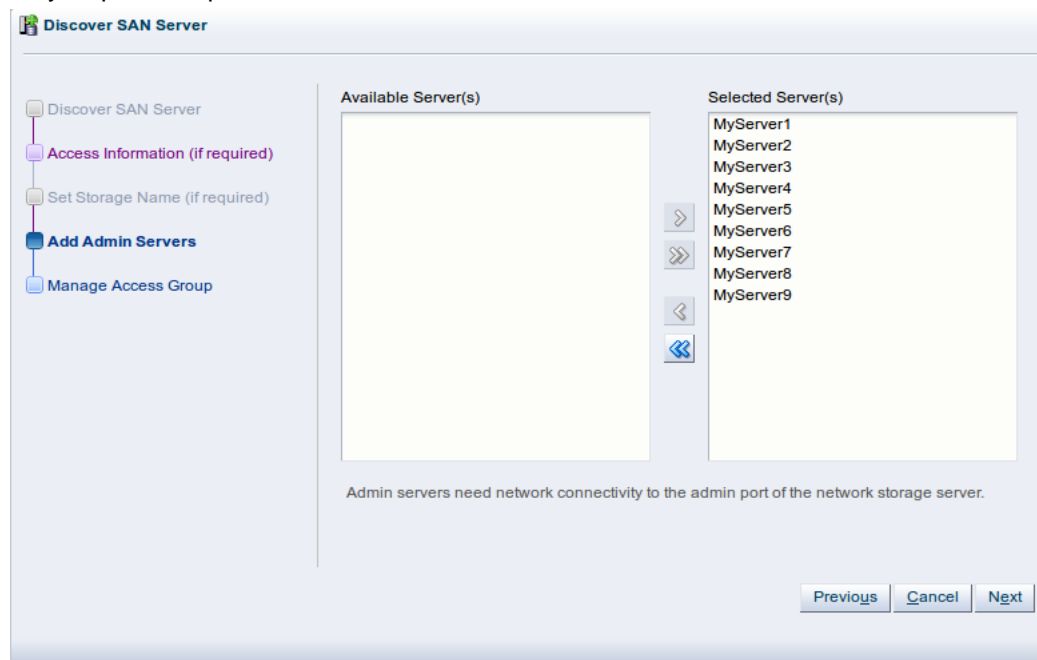 Discover SAN Server
Discover SAN Server
Access Information (if required)
Set Storage Name (if required)
Add Admin Servers
Manage Access Group
Available Server(s)
Selected Server(s)
MyServer1
MyServer2
MyServer3
MyServer4
MyServer5
MyServer6
MyServer7
MyServer8
MyServer9
Admin servers need network connectivity to the admin port of the network storage server.
Previous Cancel Next